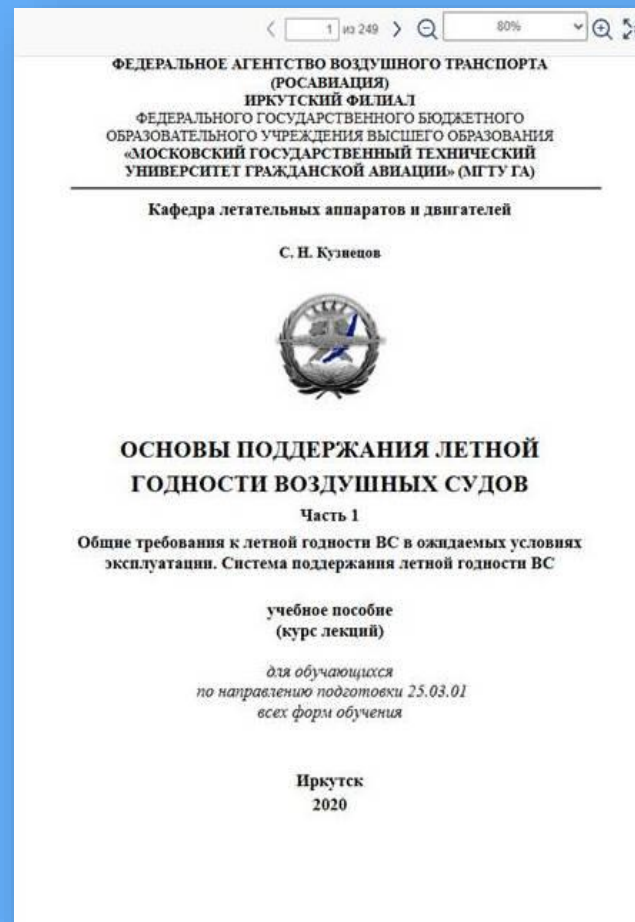 1 из 249 80%
ФЕДЕРАЛЬНОЕ АГЕНТСТВО ВОЗДУШНОГО ТРАНСПОРТА
(РОСАВИАЦИЯ)
ИРКУТСКИЙ ФИЛИАЛ
ФЕДЕРАЛЬНОГО ГОСУДАРСТВЕННОГО БЮДЖЕТНОГО
ОБРАЗОВАТЕЛЬНОГО УЧРЕЖДЕНИЯ ВЫСШЕГО ОБРАЗОВАНИЯ
«МОСКОВСКИЙ ГОСУДАРСТВЕННЫЙ ТЕХНИЧЕСКИЙ
УНИВЕРСИТЕТ ГРАЖДАНСКОЙ АВИАЦИИ» (МГТУ ГА)
Кафедра летательных аппаратов и двигателей
С. Н. Кузнецов
ОСНОВЫ ПОДДЕРЖАНИЯ ЛЕТНОЙ
ГОДНОСТИ ВОЗДУШНЫХ СУДОВ
Часть 1
Общие требования к летной годности ВС в ожидаемых условиях
эксплуатации. Система поддержания летной годности ВС
учебное пособие
(курс лекций)
для обучающихся
по направлению подготовки 25.03.01
всех форм обучения
Иркутск
2020